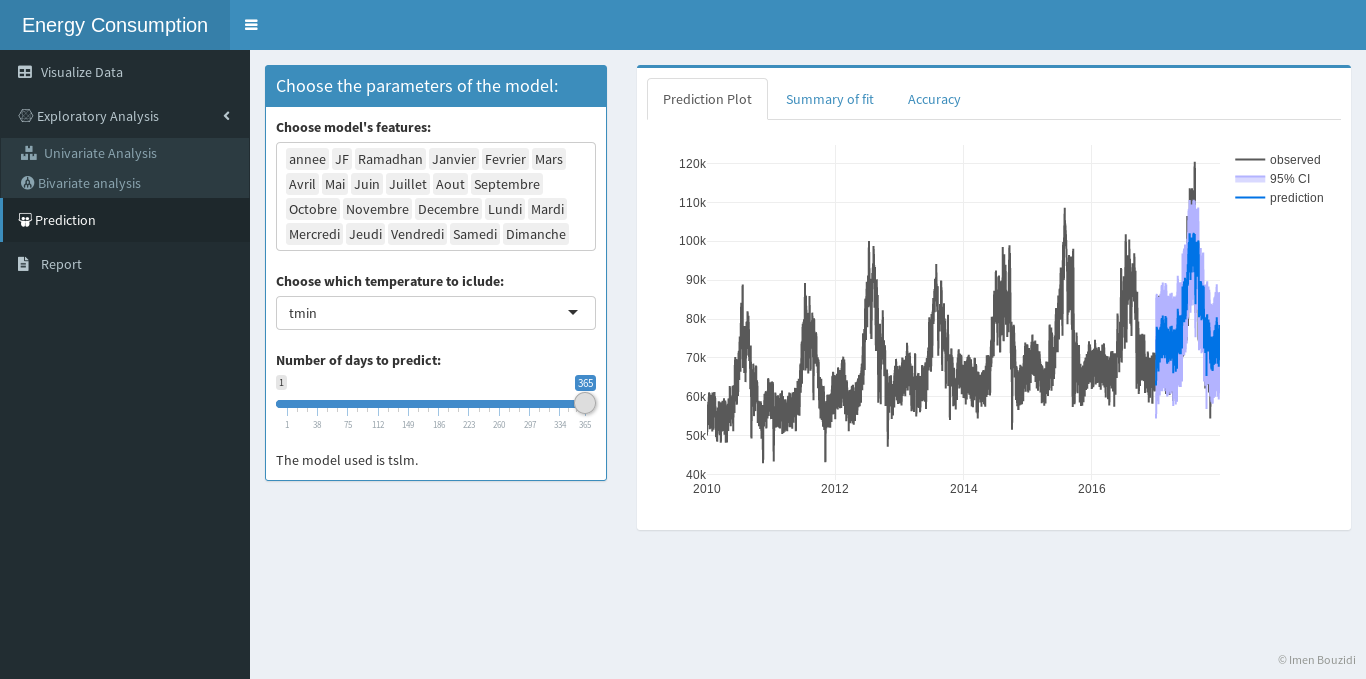 Energy Consumption
Visualize Data
Exploratory Analysis
Univariate Analysis
Bivariate analysis
Prediction
Report
Choose the parameters of the model:
Choose model's features:
annee JF Ramadhan Janvier Fevrier Mars
Avril Mai Juin Juillet Aout Septembre
Octobre Novembre Decembre Lundi Mardi
Mercredi Jeudi Vendredi Samedi Dimanche
Choose which temperature to iclude:
tmin
Number of days to predict:
1 365
1 38 75 112 149 186 223 260 297 334 365
The model used is tslm.
Prediction Plot Summary of fit Accuracy
120k
110k
100k
90k
80k
70k
60k
50k
40k
2010 2012 2014 2016
observed
95% CI
prediction
© Imen Bouzidi